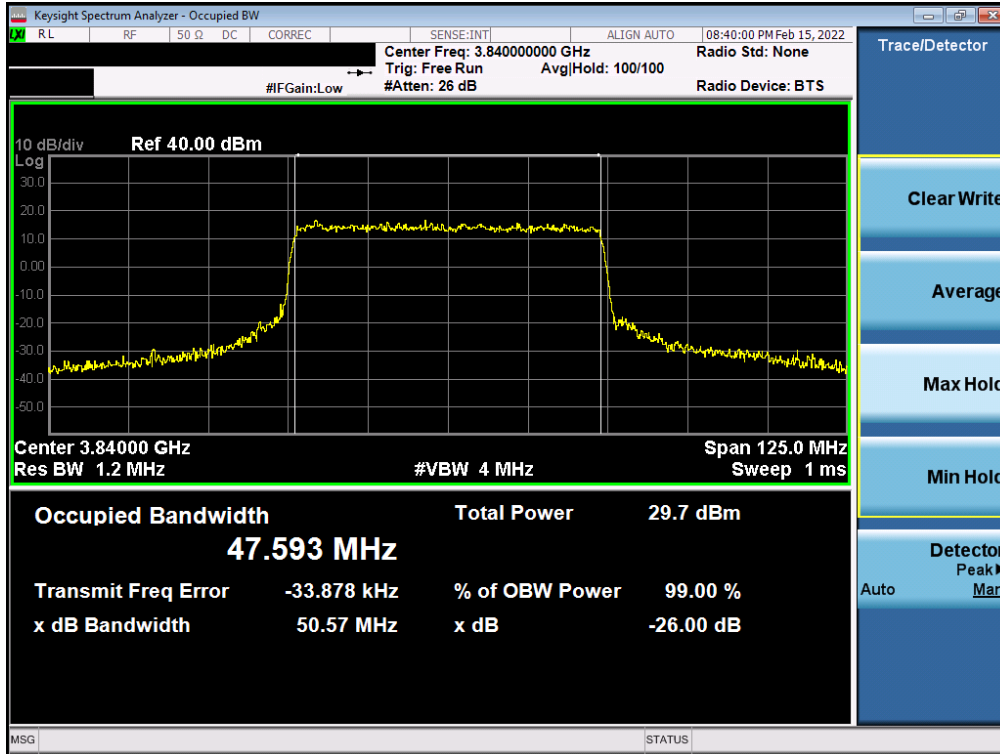 Keysight Spectrum Analyzer - Occupied BW
LXI RL RF 50 Ω DC CORREC SENSE:INT ALIGN AUTO 08:40:00 PM Feb 15, 2022
Center Freq: 3.840000000 GHz Radio Std: None
Trig: Free Run Avg|Hold: 100/100
#IFGain:Low #Atten: 26 dB Radio Device: BTS
Trace/Detector
10 dB/div Ref 40.00 dBm
Log
30.0
20.0
10.0
0.00
-10.0
-20.0
-30.0
-40.0
-50.0
Center 3.84000 GHz Span 125.0 MHz
Res BW 1.2 MHz #VBW 4 MHz Sweep 1 ms
Occupied Bandwidth Total Power 29.7 dBm
47.593 MHz
Transmit Freq Error -33.878 kHz % of OBW Power 99.00 %
x dB Bandwidth 50.57 MHz x dB -26.00 dB
Clear Write
Average
Max Hold
Min Hold
Detector
Peak
Auto Man
MSG STATUS